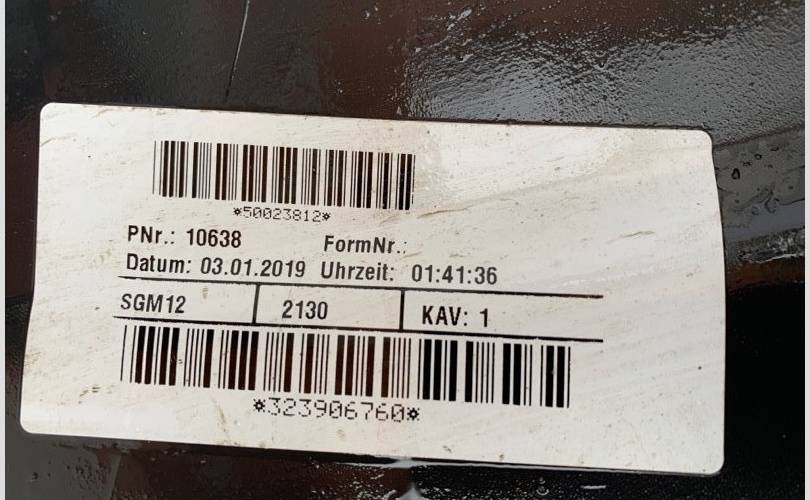 *50023812*
PNr.: 10638 FormNr.:
Datum: 03.01.2019 Uhrzeit: 01:41:36
SGM12 2130 KAV: 1
*323906760*